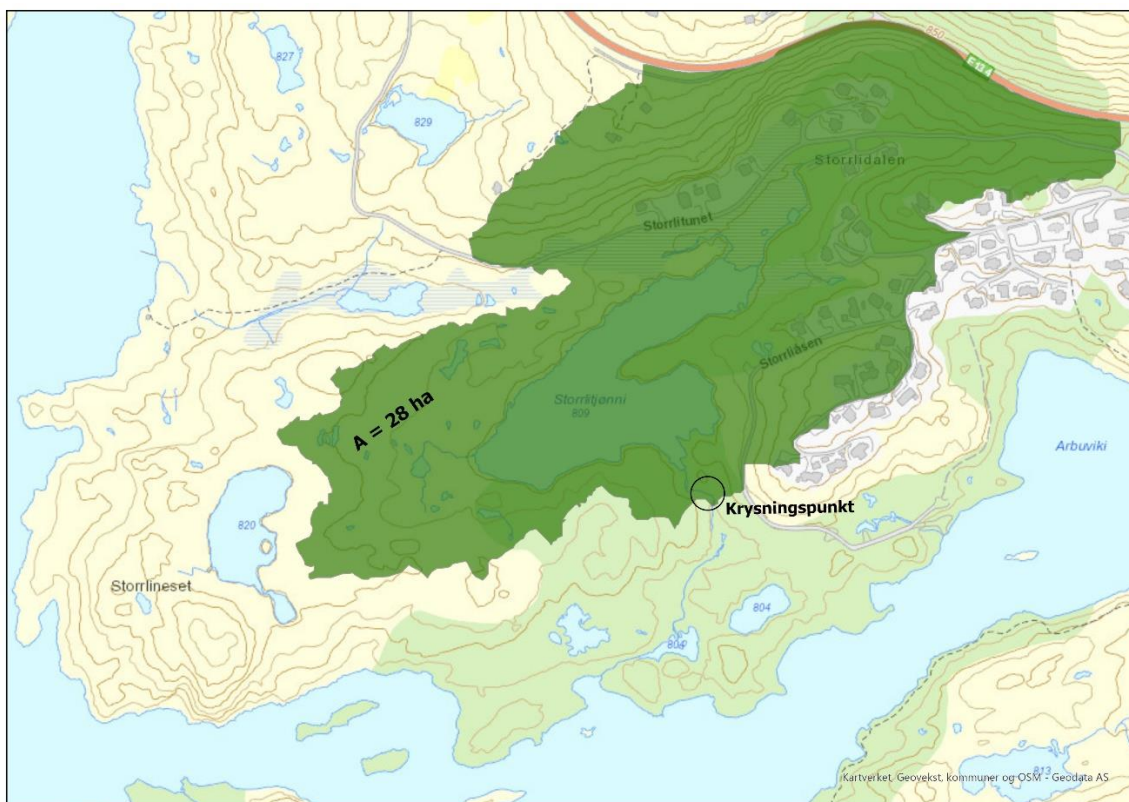 827
850
E134
829
Storrlidalen
Storrlitunet
Storrliåsen
Storrlitjønni
809
A = 28 ha
Arbuviki
Krysningspunkt
820
Storrlineset
804
806
813
Kartverket, Geovekst, kommuner og OSM - Geodata AS